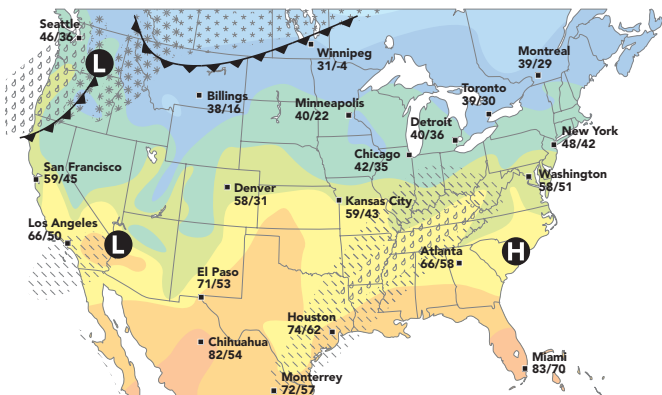 Seattle
46/36
L
Winnipeg
31/-4
Montreal
39/29
Billings
38/16
Minneapolis
40/22
Toronto
39/30
Detroit
40/36
New York
48/42
Chicago
42/35
San Francisco
59/45
Denver
58/31
Kansas City
59/43
Washington
58/51
Los Angeles
66/50
L
Atlanta
66/58
H
El Paso
71/53
Houston
74/62
Chihuahua
82/54
Miami
83/70
Monterrey
72/57